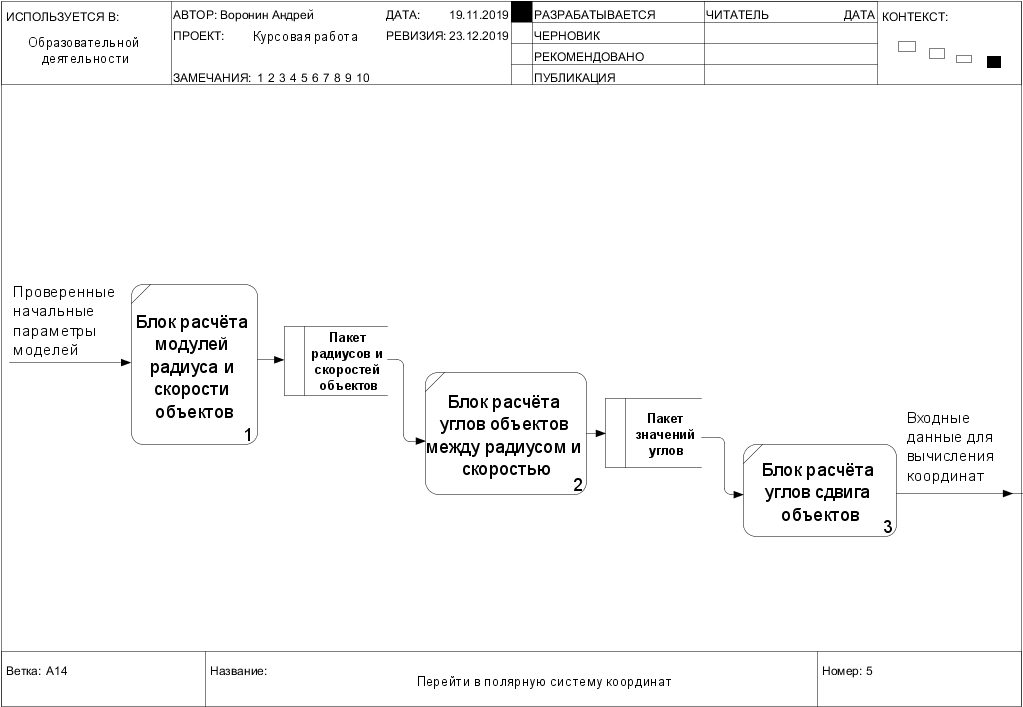 ИСПОЛЬЗУЕТСЯ В:
Образовательной
деятельности
АВТОР: Воронин Андрей
ДАТА: 19.11.2019
ПРОЕКТ: Курсовая работа
РЕВИЗИЯ: 23.12.2019
ЗАМЕЧАНИЯ: 1 2 3 4 5 6 7 8 9 10
РАЗРАБАТЫВАЕТСЯ
ЧЕРНОВИК
РЕКОМЕНДОВАНО
ПУБЛИКАЦИЯ
ЧИТАТЕЛЬ
ДАТА
КОНТЕКСТ:
Проверенные
начальные
параметры
моделей
Блок расчёта
модулей
радиуса и
скорости
объектов
1
Пакет
радиусов и
скоростей
объектов
Блок расчёта
углов объектов
между радиусом и
скоростью
2
Пакет
значений
углов
Блок расчёта
углов сдвига
объектов
3
Входные
данные для
вычисления
координат
Ветка: A14
Название:
Перейти в полярную систему координат
Номер: 5